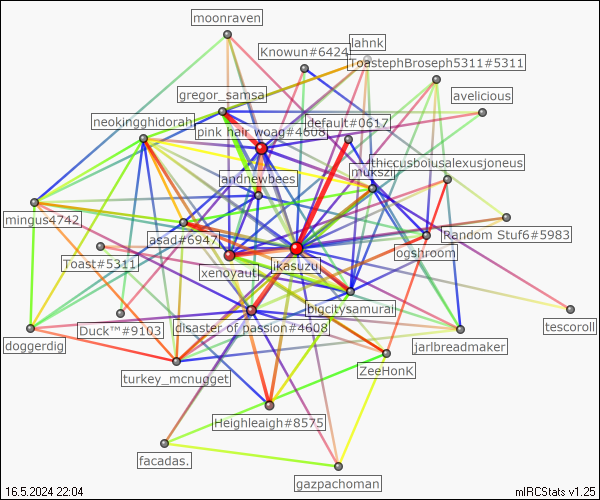 moonraven
lahnk
Knowun#6424
ToastephBroseph5311#5311
gregor_samsa
avelicious
neokingghidorah
default#0617
pink hair woag#4608
thiccusboiusalexusjoneus
mukszji
andnewbees
mingus4742
Random Stuf6#5983
asad#6947
ogshroom
Toast#5311
xenoyaut
ikasuzu
bigcitysamurai
tescoroll
Duck™#9103
disaster of passion#4608
doggerdig
jarlbreadmaker
ZeeHonK
turkey_mcnugget
Heighleigh#8575
facadas.
gazpachoman
16.5.2024 22:04
mIRCStats v1.25